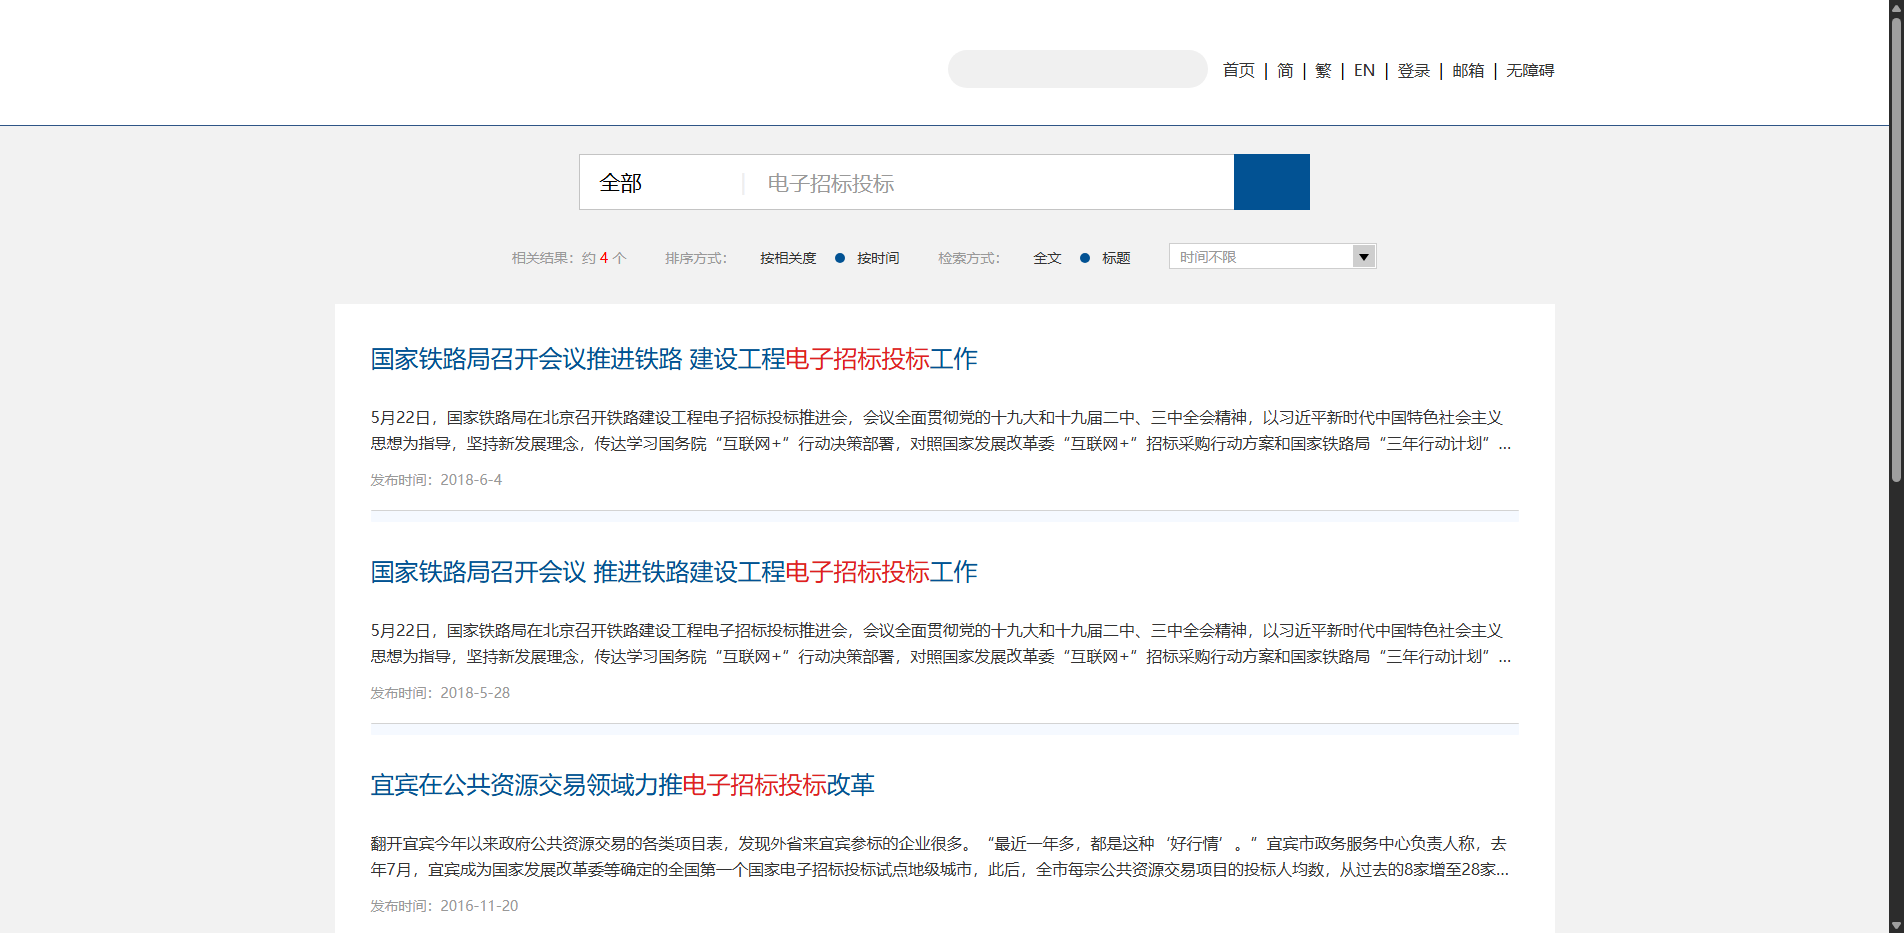 首页 | 简 | 繁 | EN | 登录 | 邮箱 | 无障碍
全部 | 电子招标投标
相关结果：约 4 个 排序方式： 按相关度 按时间 检索方式： 全文 标题 时间不限
国家铁路局召开会议推进铁路 建设工程电子招标投标工作
5月22日，国家铁路局在北京召开铁路建设工程电子招标投标推进会，会议全面贯彻党的十九大和十九届二中、三中全会精神，以习近平新时代中国特色社会主义
思想为指导，坚持新发展理念，传达学习国务院“互联网+”行动决策部署，对照国家发展改革委“互联网+”招标采购行动方案和国家铁路局“三年行动计划”...
发布时间：2018-6-4
国家铁路局召开会议 推进铁路建设工程电子招标投标工作
5月22日，国家铁路局在北京召开铁路建设工程电子招标投标推进会，会议全面贯彻党的十九大和十九届二中、三中全会精神，以习近平新时代中国特色社会主义
思想为指导，坚持新发展理念，传达学习国务院“互联网+”行动决策部署，对照国家发展改革委“互联网+”招标采购行动方案和国家铁路局“三年行动计划”...
发布时间：2018-5-28
宜宾在公共资源交易领域力推电子招标投标改革
翻开宜宾今年以来政府公共资源交易的各类项目表，发现外省来宜宾参标的企业很多。“最近一年多，都是这种‘好行情’。”宜宾市政务服务中心负责人称，去
年7月，宜宾成为国家发展改革委等确定的全国第一个国家电子招标投标试点地级城市，此后，全市每宗公共资源交易项目的投标人均数，从过去的8家增至28家...
发布时间：2016-11-20